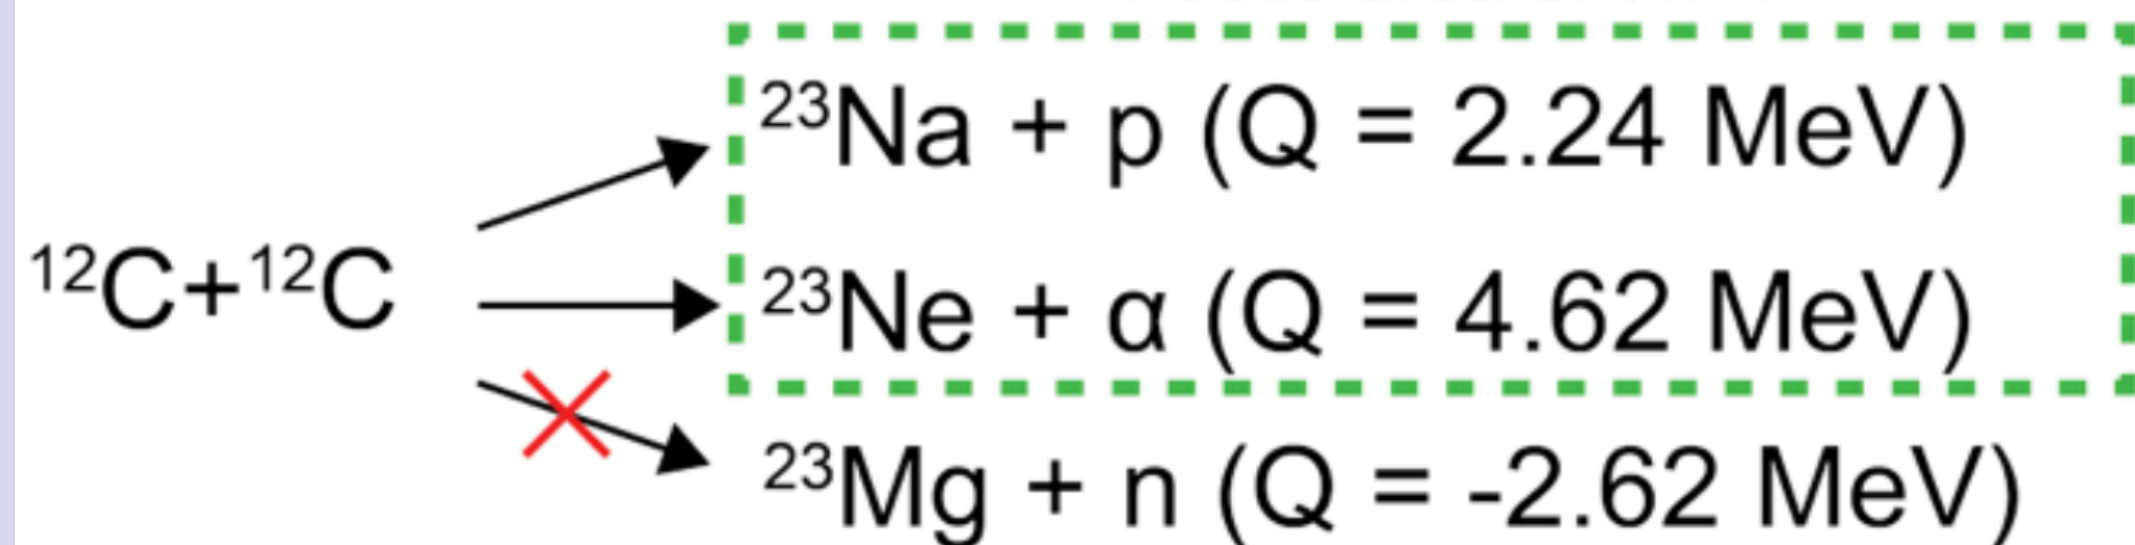 ²³Na + p (Q = 2.24 MeV)
¹²C+¹²C
²³Ne + α (Q = 4.62 MeV)
²³Mg + n (Q = -2.62 MeV)